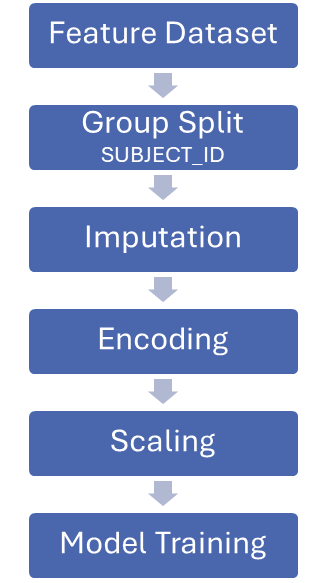 Feature Dataset
Group Split
SUBJECT_ID
Imputation
Encoding
Scaling
Model Training